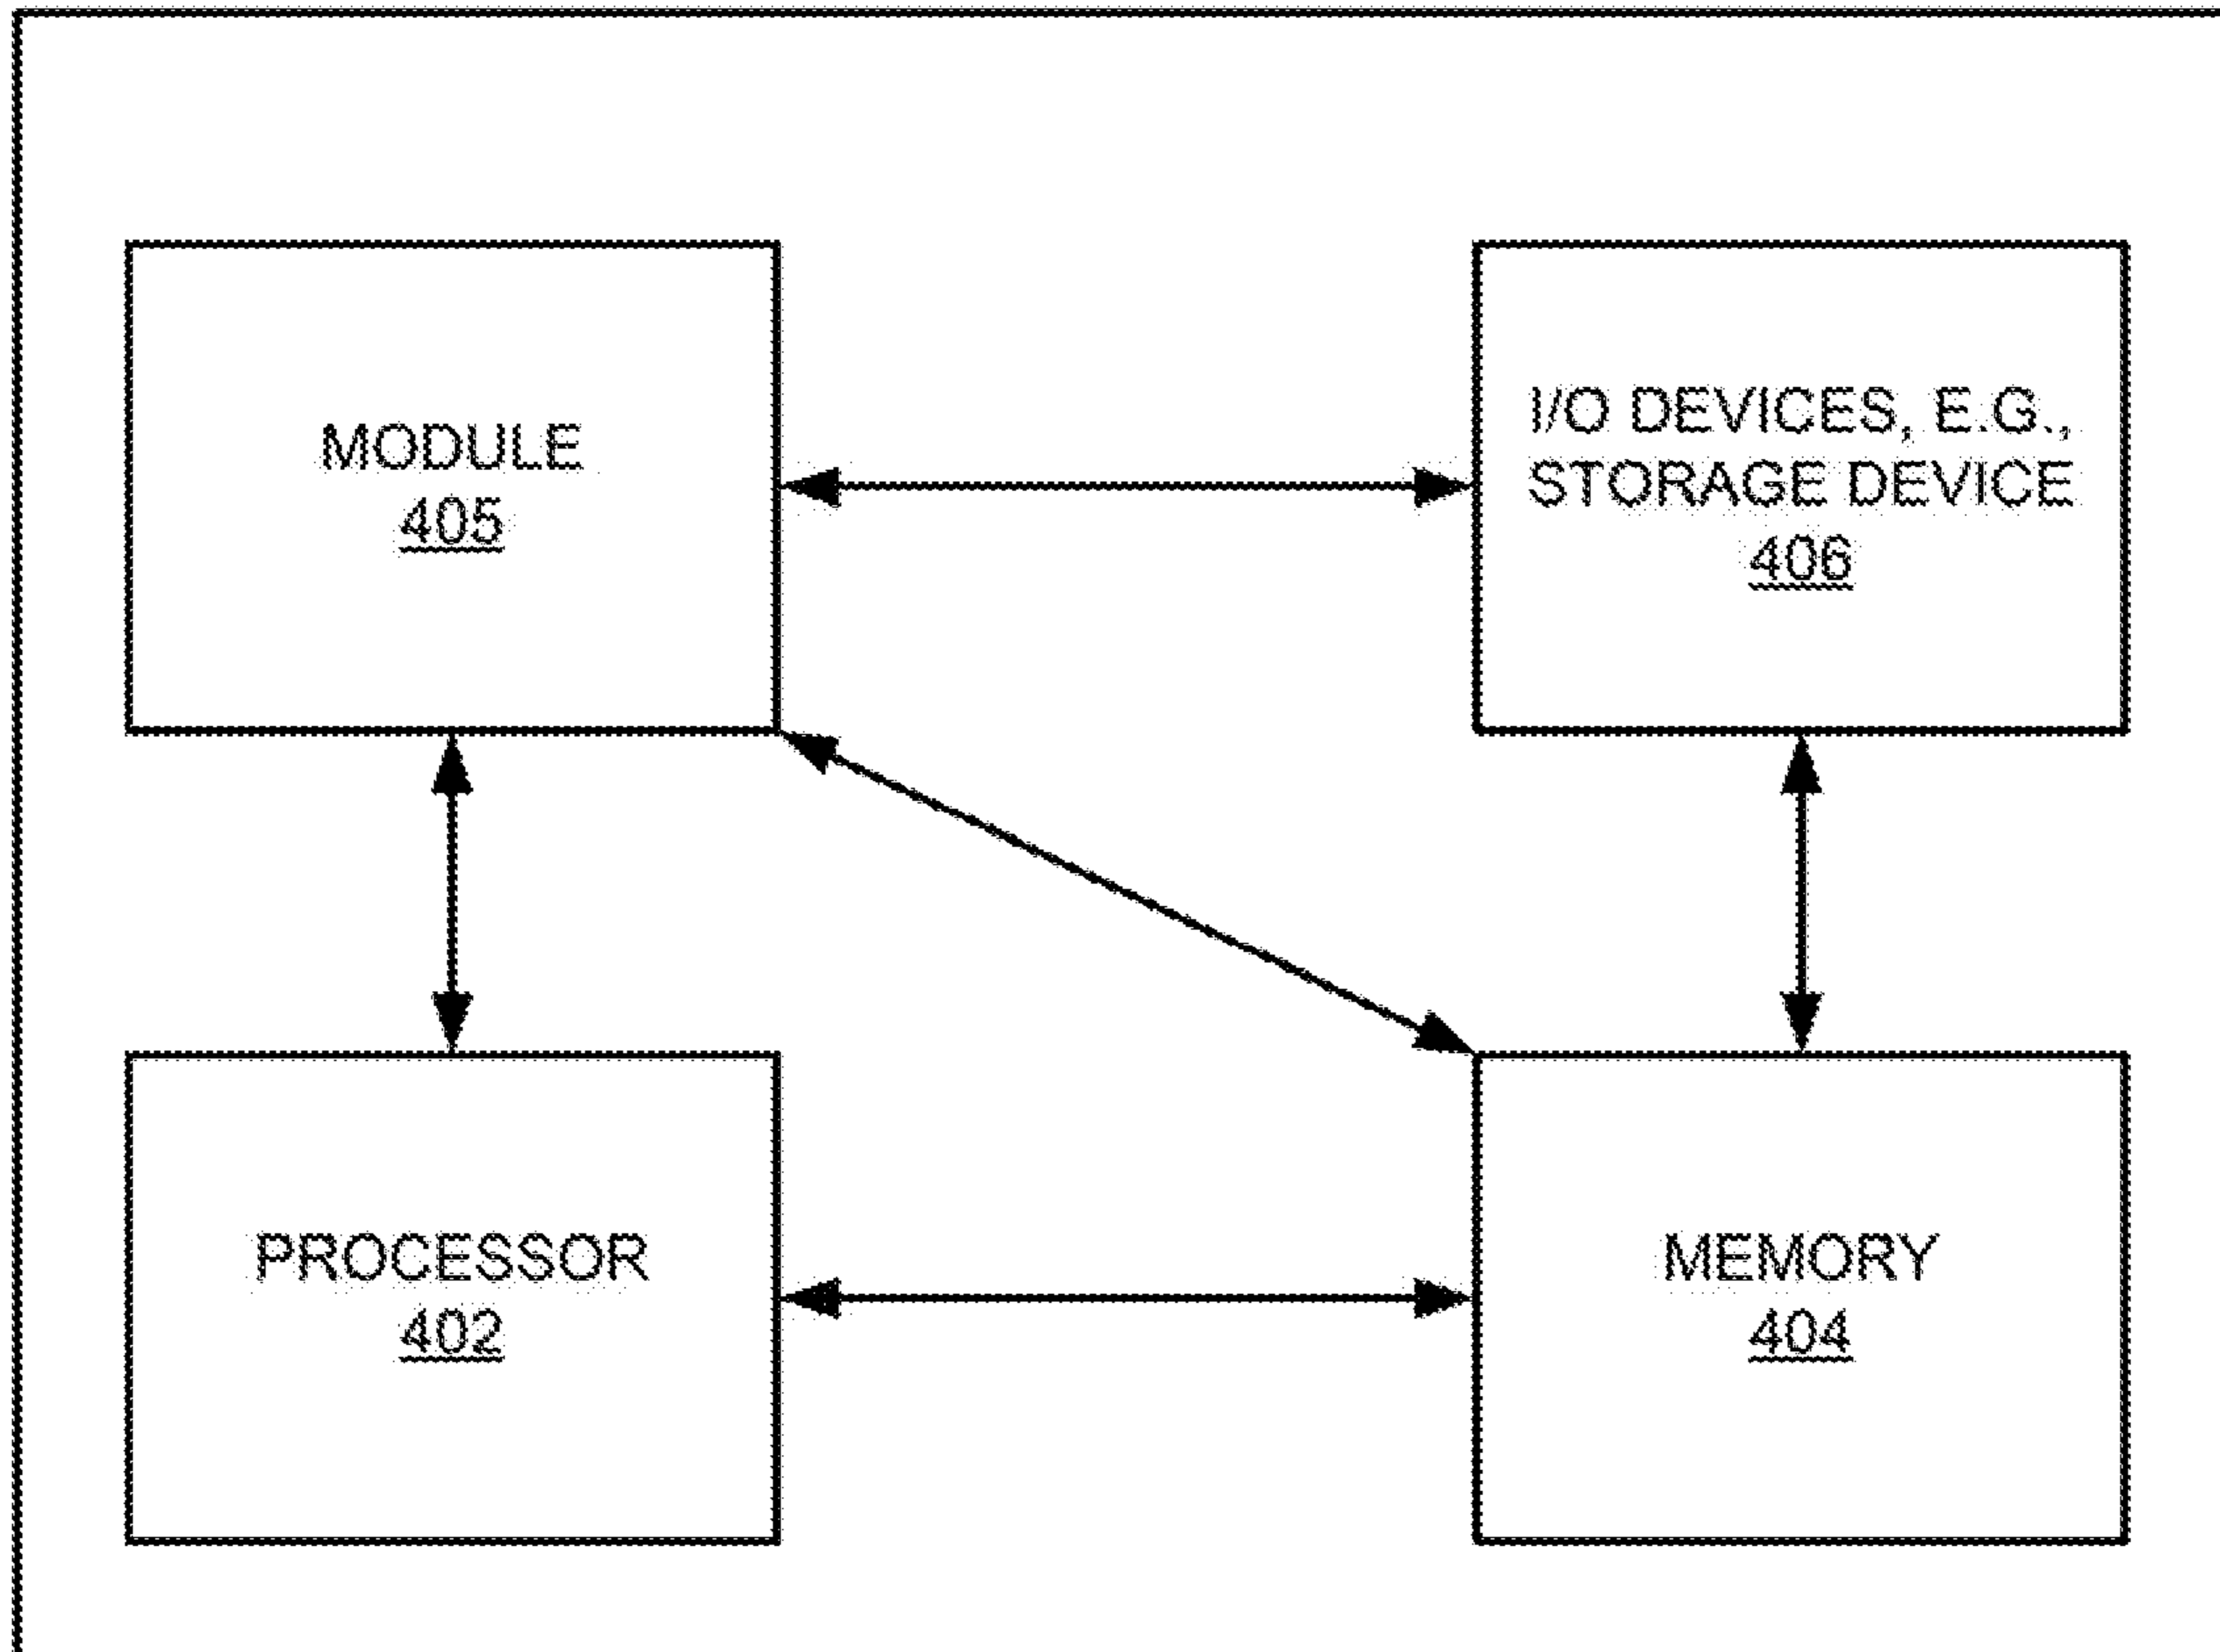 MODULE
405
I/O DEVICES, E.G.,
STORAGE DEVICE
406
PROCESSOR
402
MEMORY
404